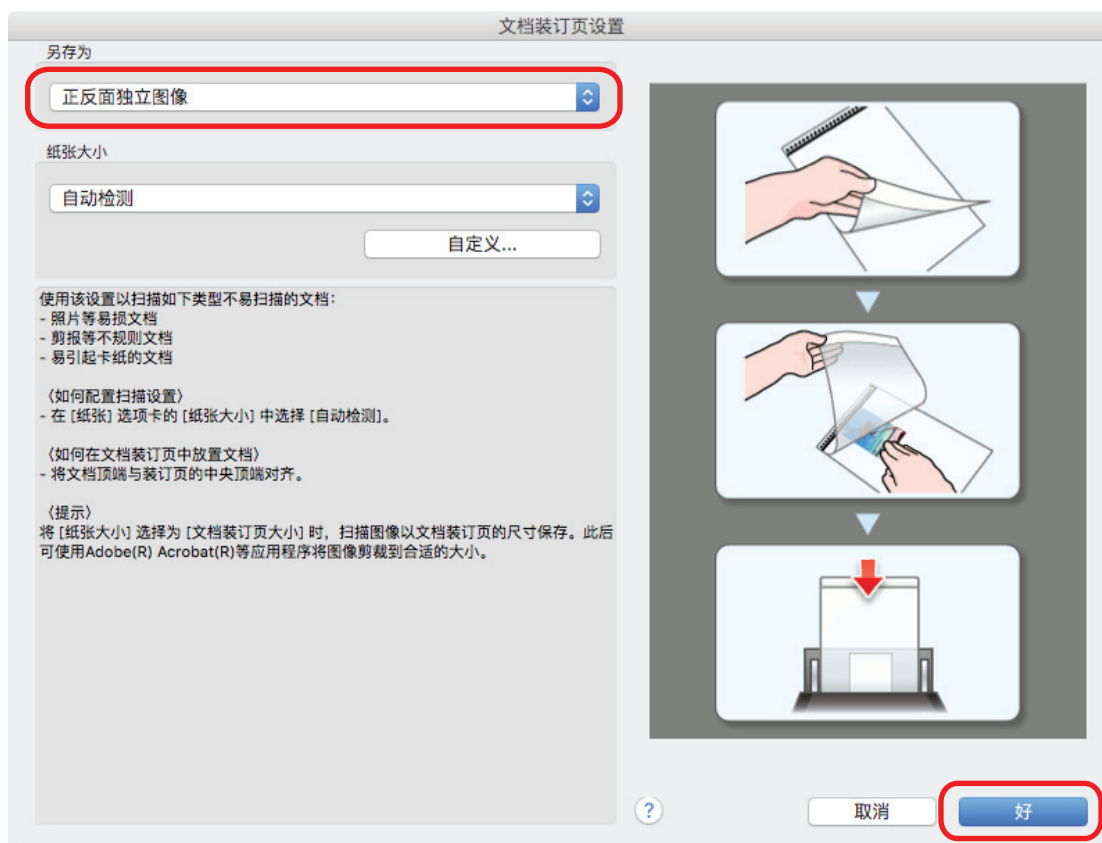 文档装订页设置
另存为
正反面独立图像
纸张大小
自动检测
自定义...
使用该设置以扫描如下类型不易扫描的文档：
- 照片等易损文档
- 剪报等不规则文档
- 易引起卡纸的文档
〈如何配置扫描设置〉
- 在 [纸张] 选项卡的 [纸张大小] 中选择 [自动检测]。
〈如何在文档装订页中放置文档〉
- 将文档顶端与装订页的中央顶端对齐。
〈提示〉
将 [纸张大小] 选择为 [文档装订页大小] 时，扫描图像以文档装订页的尺寸保存。此后
可使用Adobe(R) Acrobat(R)等应用程序将图像剪裁到合适的大小。
?
取消
好